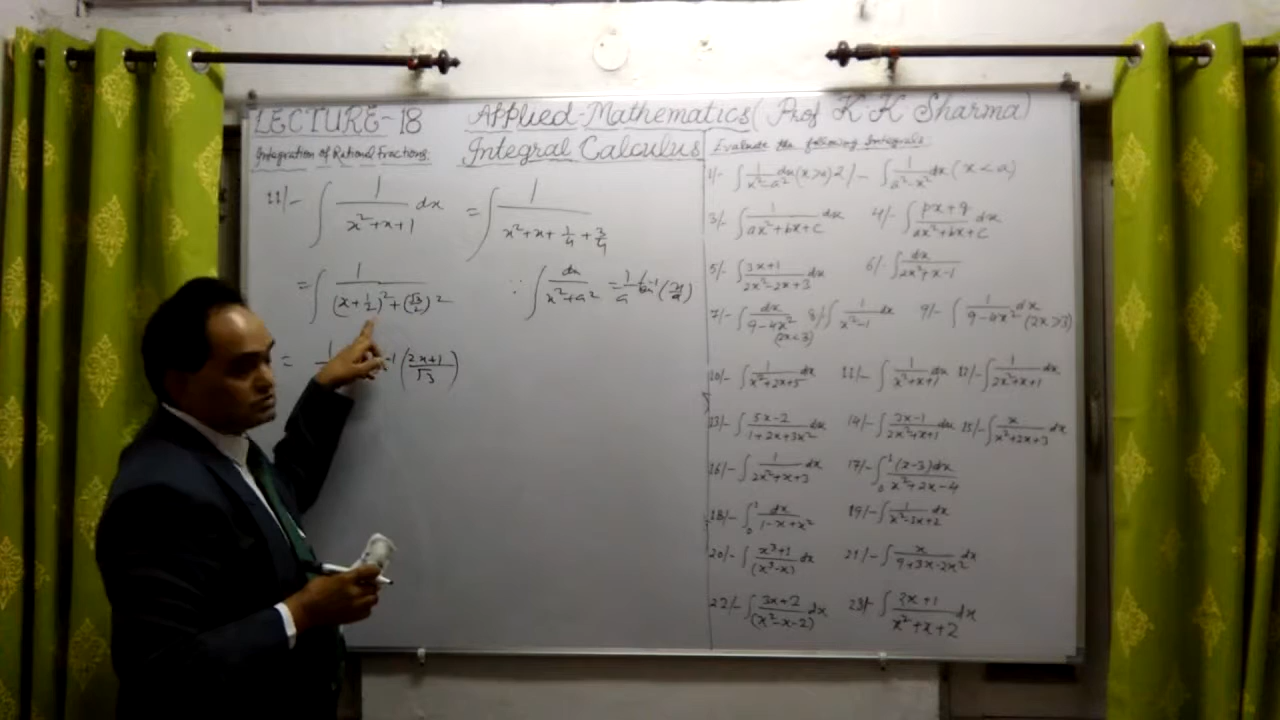 LECTURE-18
Applied-Mathematics (Prof K.K Sharma)
Integration of Rational Fractions
Integral Calculus
11/- ∫ 1/(x²+x+1) dx = ∫ 1/(x²+x+1/4+3/4)
= ∫ 1/((x+1/2)²+(√3/2)²) ∵ ∫ dx/(x²+a²) = 1/a tan⁻¹(x/a)
= 1 ⁻¹((2x+1)/√3)
Evaluate the following Integrals
1/- ∫ 1/(x²-a²) dx (x>a) 2/- ∫ 1/(a²-x²) dx (x<a)
3/- ∫ 1/(ax²+bx+c) dx 4/- ∫ (px+q)/(ax²+bx+c) dx
5/- ∫ (3x+1)/(2x²-2x+3) dx 6/- ∫ dx/(2x²+x-1)
7/- ∫ dx/(9-4x²) (2x<3) 8/- ∫ 1/(x²-1) dx 9/- ∫ 1/(9-4x²) dx (2x>3)
10/- ∫ 1/(x²+2x+5) dx 11/- ∫ 1/(x²+x+1) dx 12/- ∫ 1/(2x²+x+1) dx
13/- ∫ (5x-2)/(1+2x+3x²) dx 14/- ∫ (2x-1)/(2x²+x+1) dx 15/- ∫ x/(x²+2x+3) dx
16/- ∫ 1/(2x²+x+3) dx 17/- ∫₀¹ (x-3)dx/(x²+2x-4)
18/- ∫₀¹ dx/(1-x+x²) 19/- ∫ 1/(x²-3x+2) dx
20/- ∫ (x³+1)/(x³-x) dx 21/- ∫ x/(9+3x-2x²) dx
22/- ∫ (3x+2)/(x²-x-2) dx 23/- ∫ (2x+1)/(x²+x+2) dx